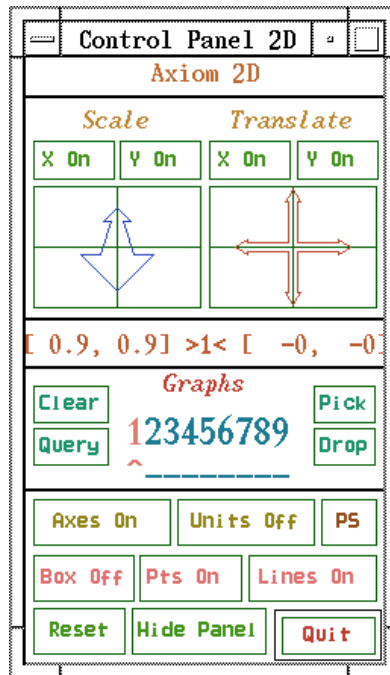 Control Panel 2D
Axiom 2D
Scale Translate
X On Y On X On Y On
[ 0.9, 0.9] >1< [ -0, -0]
Graphs
Clear Pick
123456789
Query Drop
^________
Axes On Units Off PS
Box Off Pts On Lines On
Reset Hide Panel Quit